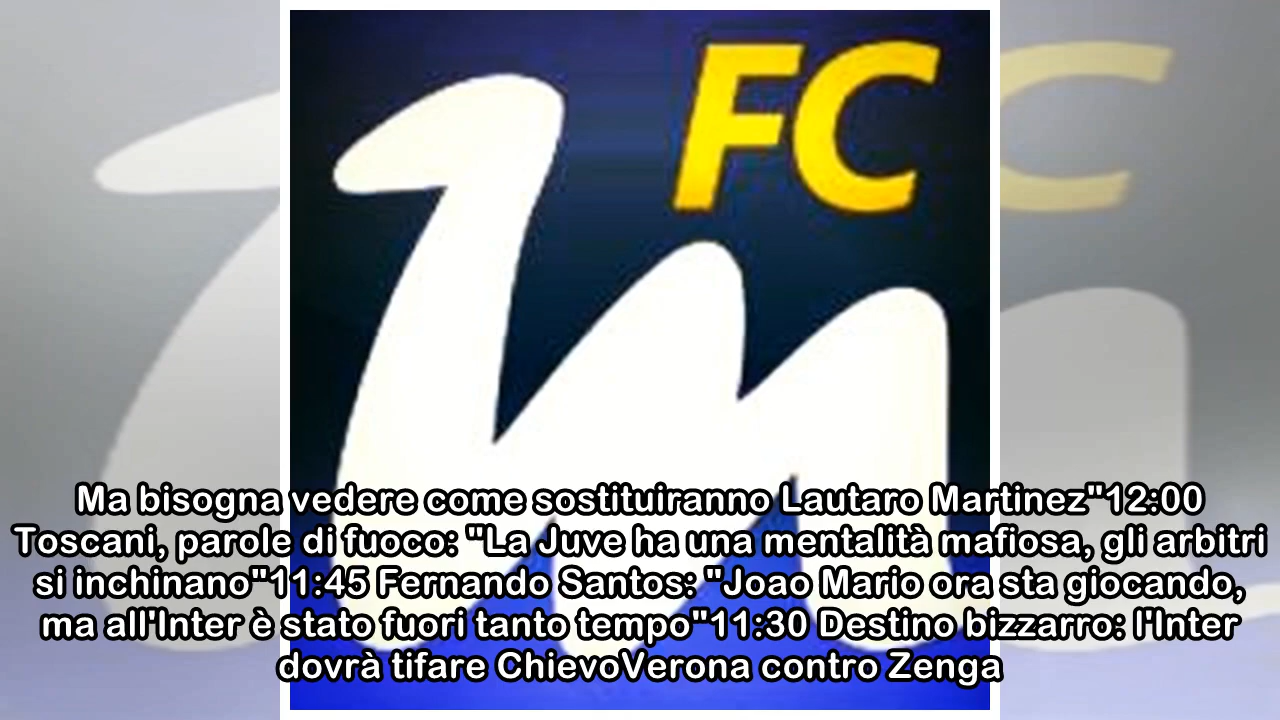 FC
Ma bisogna vedere come sostituiranno Lautaro Martinez"12:00
Toscani, parole di fuoco: "La Juve ha una mentalità mafiosa, gli arbitri
si inchinano"11:45 Fernando Santos: "Joao Mario ora sta giocando,
ma all'Inter è stato fuori tanto tempo"11:30 Destino bizzarro: l'Inter
dovrà tifare ChievoVerona contro Zenga